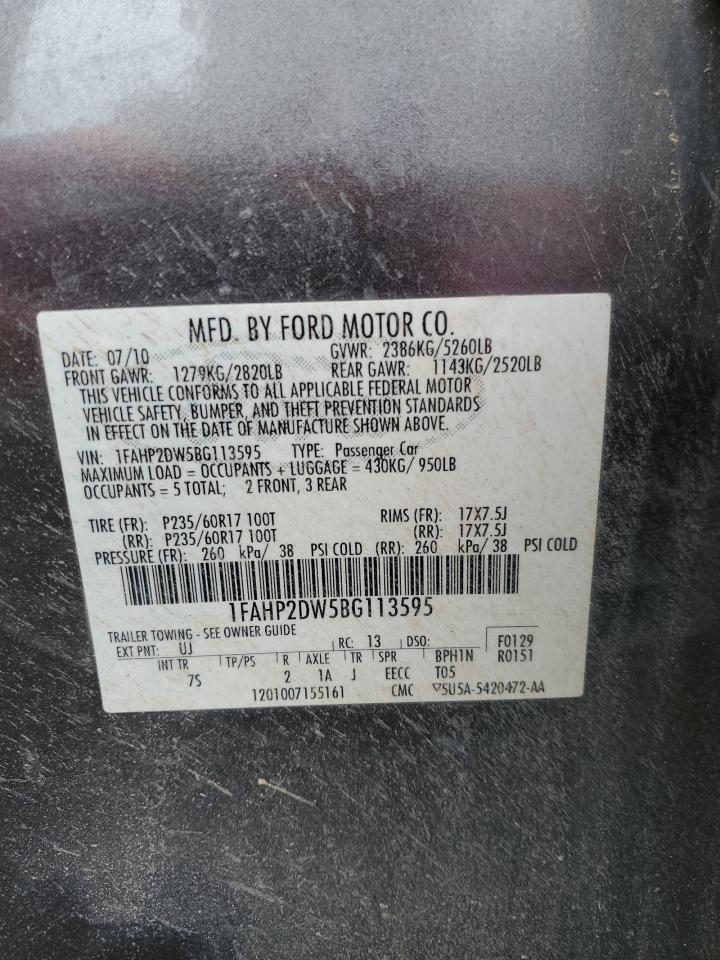 MFD. BY FORD MOTOR CO.
DATE: 07/10 GVWR: 2386KG/5260LB
FRONT GAWR: 1279KG/2820LB REAR GAWR: 1143KG/2520LB
THIS VEHICLE CONFORMS TO ALL APPLICABLE FEDERAL MOTOR
VEHICLE SAFETY, BUMPER, AND THEFT PREVENTION STANDARDS
IN EFFECT ON THE DATE OF MANUFACTURE SHOWN ABOVE.
VIN: 1FAHP2DW5BG113595 TYPE: Passenger Car
MAXIMUM LOAD = OCCUPANTS + LUGGAGE = 430KG/ 950LB
OCCUPANTS = 5 TOTAL; 2 FRONT, 3 REAR
TIRE (FR): P235/60R17 100T RIMS (FR): 17X7.5J
(RR): P235/60R17 100T (RR): 17X7.5J
PRESSURE (FR): 260 kPa/ 38 PSI COLD (RR): 260 kPa/ 38 PSI COLD
1FAHP2DW5BG113595
TRAILER TOWING - SEE OWNER GUIDE
EXT PNT: UJ RC: 13 DSO: F0129
INT TR TP/PS R AXLE TR SPR BPH1N R0151
7S 2 1A J EECC T05
1201007155161 CMC ▽5U5A-5420472-AA